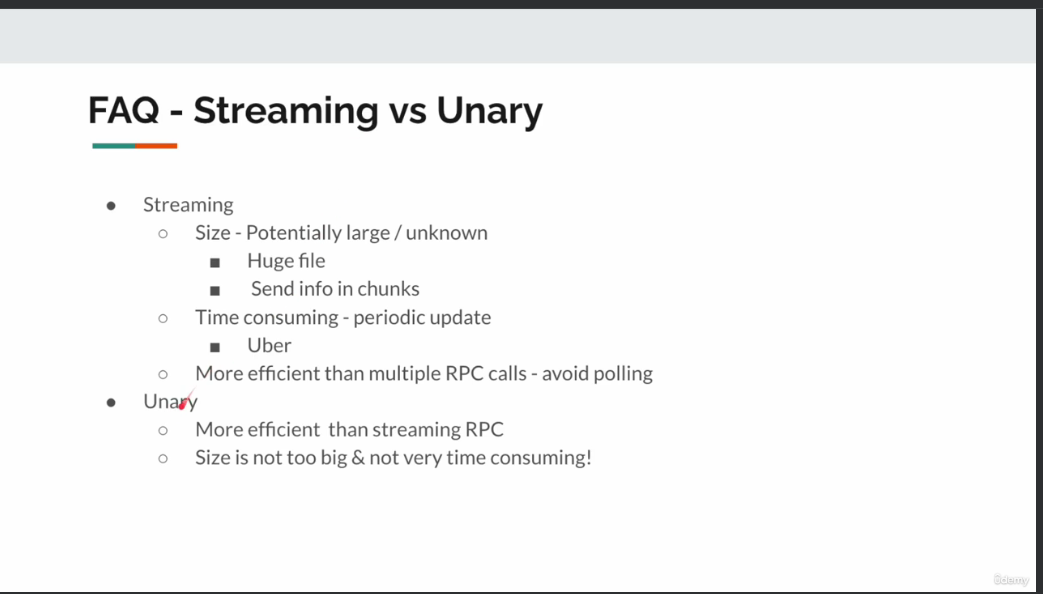 FAQ - Streaming vs Unary
● Streaming
○ Size - Potentially large / unknown
■ Huge file
■ Send info in chunks
○ Time consuming - periodic update
■ Uber
○ More efficient than multiple RPC calls - avoid polling
● Unary
○ More efficient than streaming RPC
○ Size is not too big & not very time consuming!
ûdemy